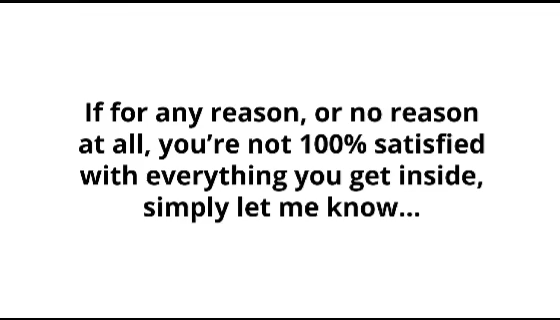 If for any reason, or no reason
at all, you’re not 100% satisfied
with everything you get inside,
simply let me know...